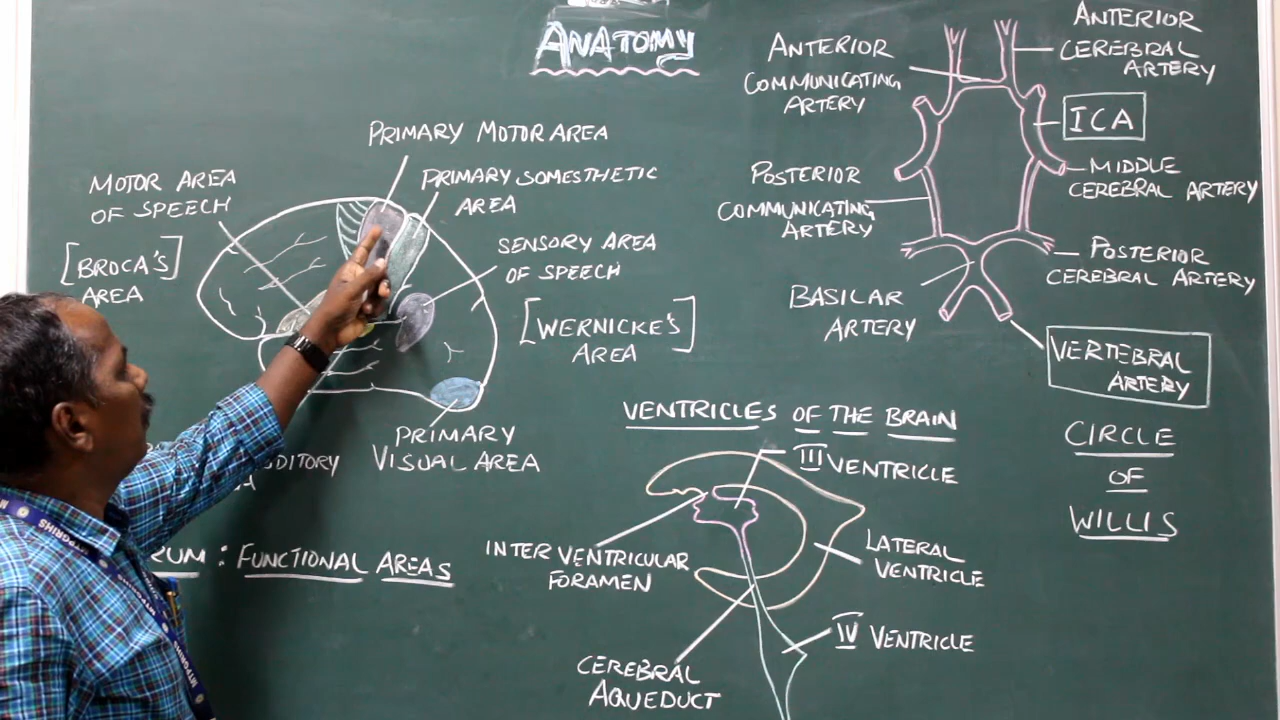 ANATOMY
PRIMARY MOTOR AREA
PRIMARY SOMESTHETIC
AREA
MOTOR AREA
OF SPEECH
[BROCA'S]
AREA
SENSORY AREA
OF SPEECH
[WERNICKE'S]
AREA
PRIMARY
VISUAL AREA
: FUNCTIONAL AREAS
ANTERIOR
COMMUNICATING
ARTERY
ANTERIOR
CEREBRAL
ARTERY
ICA
MIDDLE
CEREBRAL ARTERY
POSTERIOR
COMMUNICATING
ARTERY
POSTERIOR
CEREBRAL ARTERY
BASILAR
ARTERY
VERTEBRAL
ARTERY
CIRCLE
OF
WILLIS
VENTRICLES OF THE BRAIN
III VENTRICLE
INTER VENTRICULAR
FORAMEN
LATERAL
VENTRICLE
IV VENTRICLE
CEREBRAL
AQUEDUCT